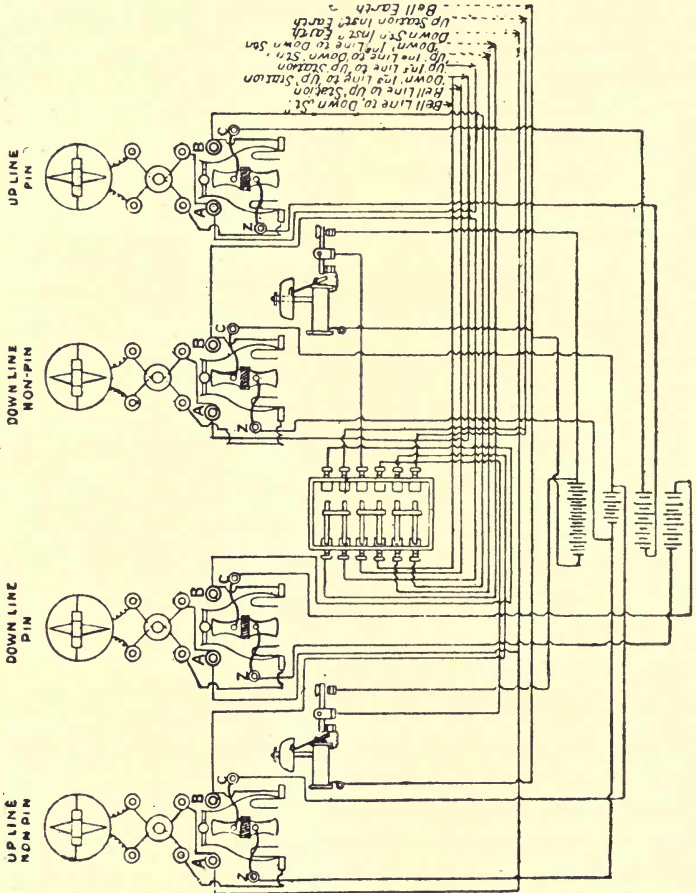 UP LINE
PIN
A
B
C
Z
DOWN LINE
NON-PIN
A
B
C
Z
DOWN LINE
PIN
A
B
C
Z
UP LINE
NON PIN
A
B
C
Z
Bell Line to, Down St.
Bell Line to 'Up' Station
'Down' Ins.t Line to 'Up' Station
'Up' Ins.t Line to 'Up' Station
'Up' Ins.t Line to 'Down' Stn.
'Down' Ins.t Line to Down Stn
Down Stn: Inst.t Earth
Up Station Inst.t Earth
Bell Earth